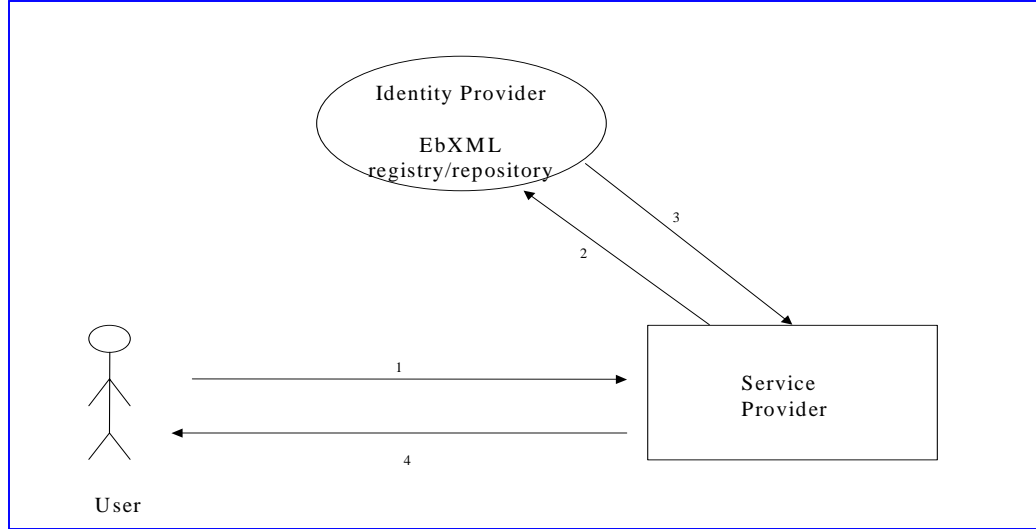 Identity Provider
EbXML
registry/repository
3
2
1
Service
Provider
4
User